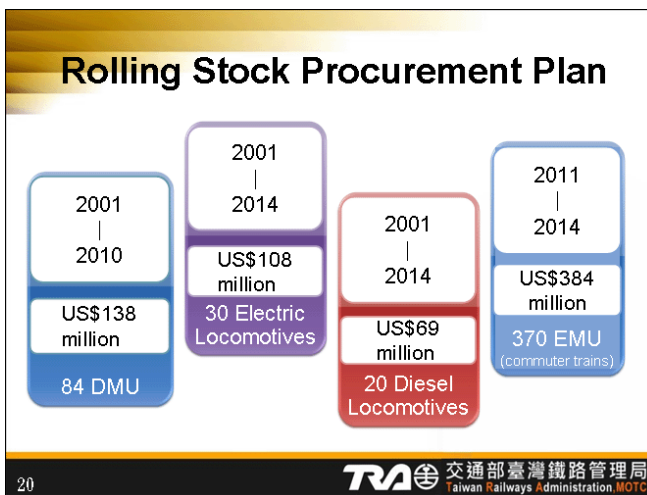 Rolling Stock Procurement Plan
2001
|
2010
US$138
million
84 DMU
2001
|
2014
US$108
million
30 Electric
Locomotives
2001
|
2014
US$69
million
20 Diesel
Locomotives
2011
|
2014
US$384
million
370 EMU
(commuter trains)
20
TRA 交通部臺灣鐵路管理局
Taiwan Railways Administration,MOTC